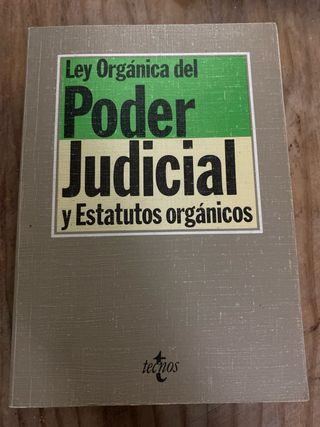 Ley Orgánica del
Poder
Judicial
y Estatutos orgánicos
tecnos